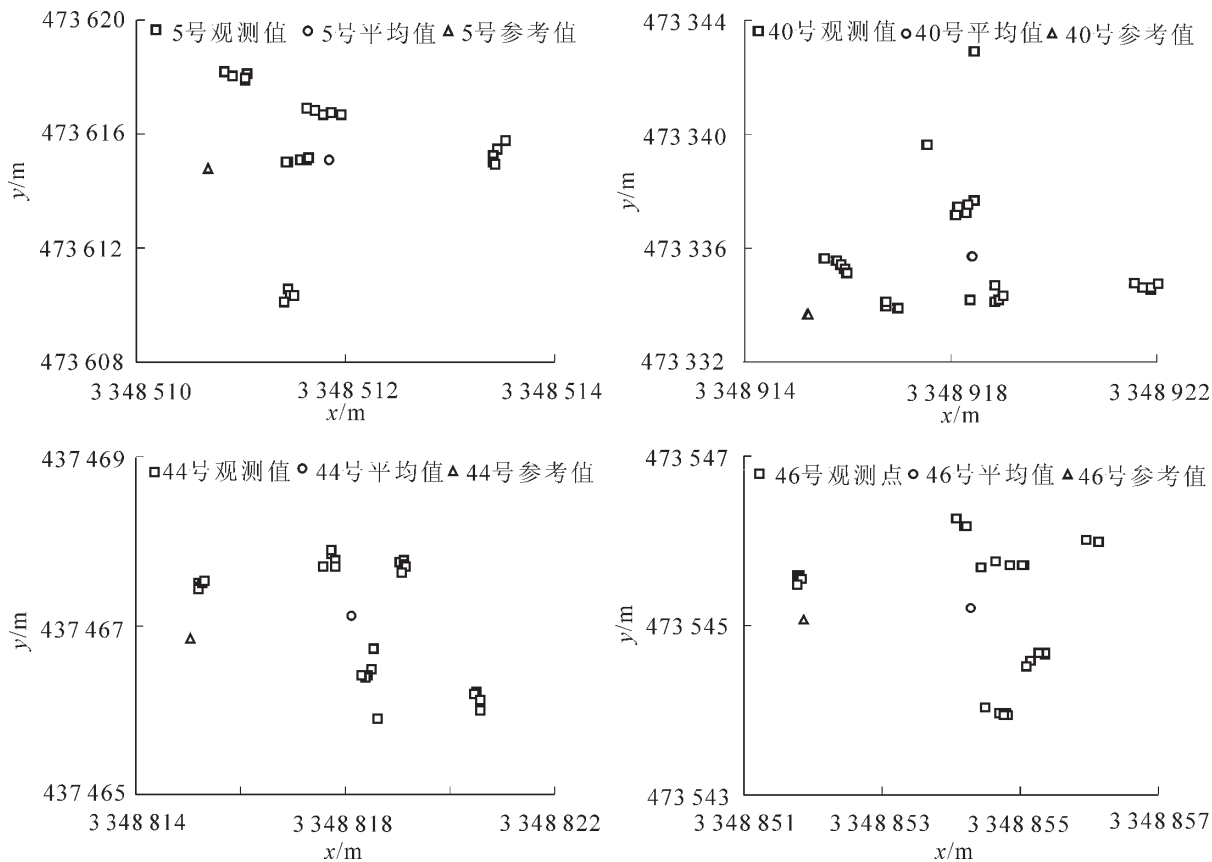 473 620
□ 5号观测值 ○ 5号平均值 △ 5号参考值
473 616
y/m
473 612
473 608
3 348 510 3 348 512 3 348 514
x/m
473 344
□ 40号观测值 ○ 40号平均值 △ 40号参考值
473 340
y/m
473 336
473 332
3 348 914 3 348 918 3 348 922
x/m
437 469
□ 44号观测值 ○ 44号平均值 △ 44号参考值
437 467
y/m
437 465
3 348 814 3 348 818 3 348 822
x/m
473 547
□ 46号观测点 ○ 46号平均值 △ 46号参考值
473 545
y/m
473 543
3 348 851 3 348 853 3 348 855 3 348 857
x/m